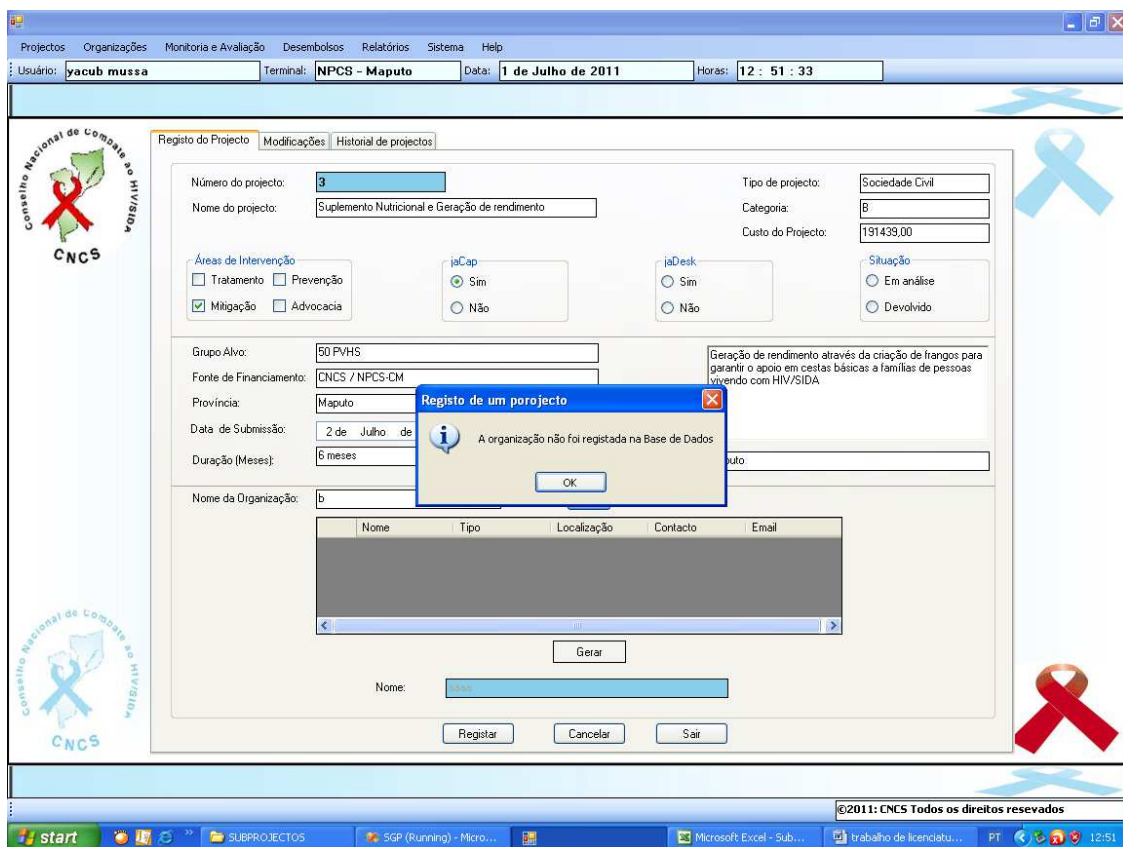 Projectos Organizações Monitoria e Avaliação Desembolsos Relatórios Sistema Help
Usuário: yacub mussa Terminal: NPCS - Maputo Data: 1 de Julho de 2011 Horas: 12 : 51 : 33
Conselho Nacional de Combate ao HIV/SIDA
CNCS
Registo do Projecto Modificações Historial de projectos
Número do projecto: 3 Tipo de projecto: Sociedade Civil
Nome do projecto: Suplemento Nutricional e Geração de rendimento Categoria: B
Custo do Projecto: 191439,00
Áreas de Intervenção jaCap jaDesk Situação
Tratamento Prevenção Sim Sim Em análise
Mitigação Advocacia Não Não Devolvido
Grupo Alvo: 50 PVHS
Geração de rendimento através da criação de frangos para
garantir o apoio em cestas básicas a famílias de pessoas
vivendo com HIV/SIDA
Fonte de Financiamento: CNCS / NPCS-CM
Província: Maputo
Data de Submissão: 2 de Julho de
Duração (Meses): 6 meses
Registo de um porojecto
A organização não foi registada na Base de Dados
OK
Nome da Organização: b
Nome Tipo Localização Contacto Email
Gerar
Nome: ssss
Registar Cancelar Sair
Conselho Nacional de Combate ao HIV/SIDA
CNCS
©2011: CNCS Todos os direitos resevados
start SUBPROJECTOS SGP (Running) - Micro... Microsoft Excel - Sub... trabalho de licenciatu... PT 12:51